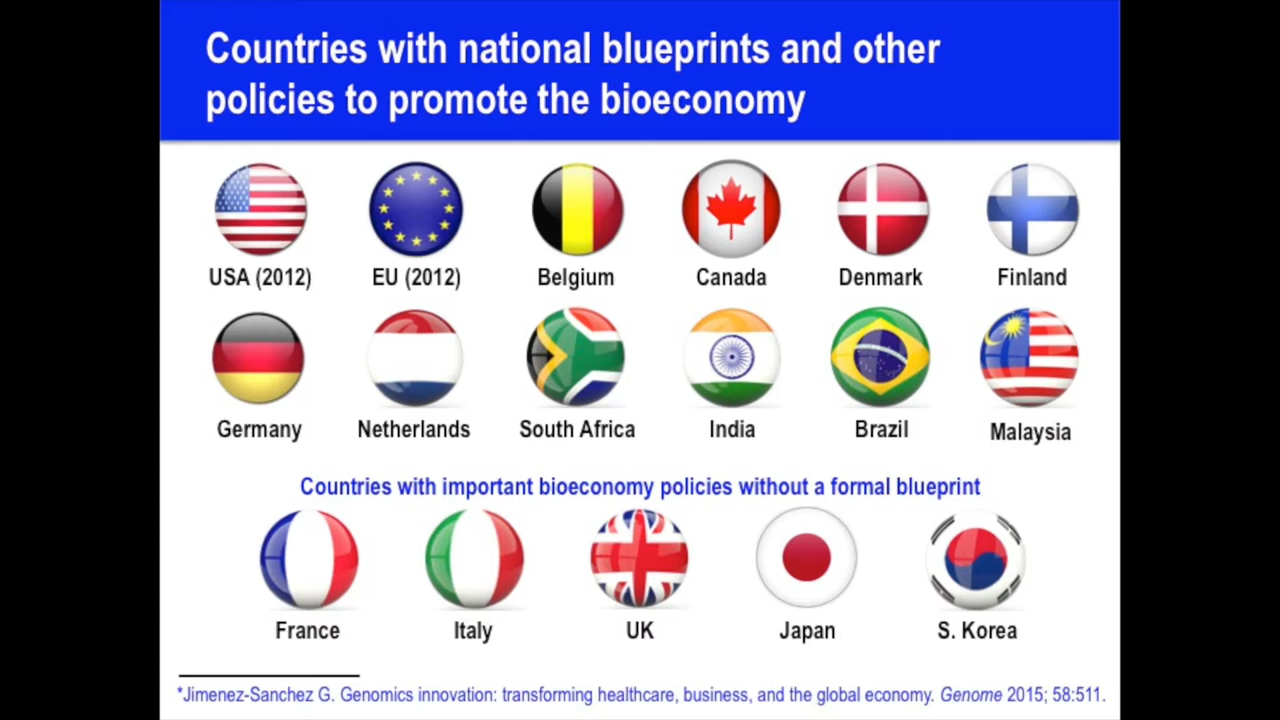 Countries with national blueprints and other
policies to promote the bioeconomy
USA (2012) EU (2012) Belgium Canada Denmark Finland
Germany Netherlands South Africa India Brazil Malaysia
Countries with important bioeconomy policies without a formal blueprint
France Italy UK Japan S. Korea
*Jimenez-Sanchez G. Genomics innovation: transforming healthcare, business, and the global economy. Genome 2015; 58:511.